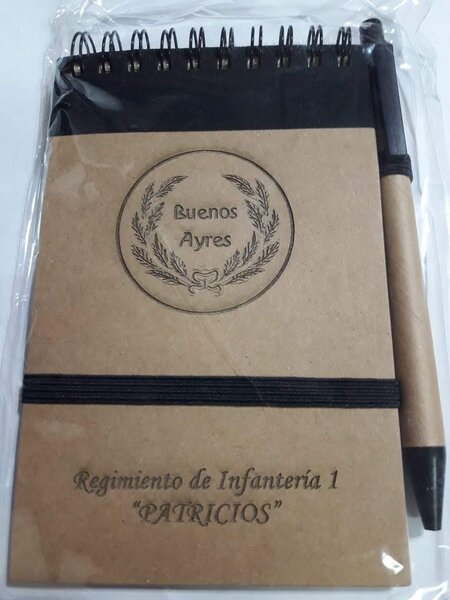 Buenos
Ayres
Regimiento de Infantería 1
"PATRICIOS"